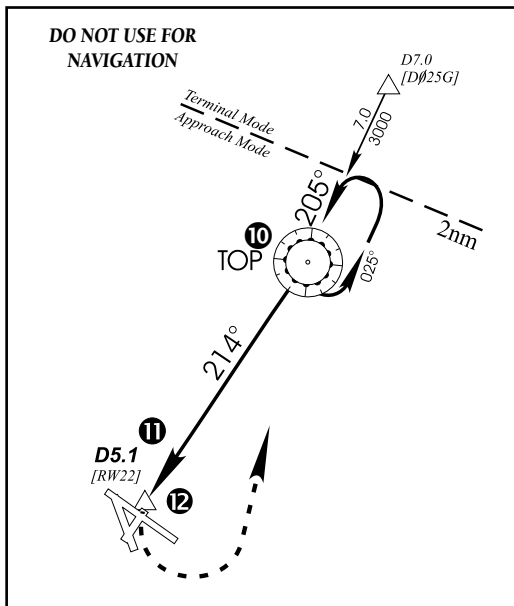 DO NOT USE FOR
NAVIGATION
D7.0
[DØ25G]
Terminal Mode
Approach Mode
7.0
3000
2nm
205°
10
TOP
025°
214°
11
D5.1
[RW22]
12